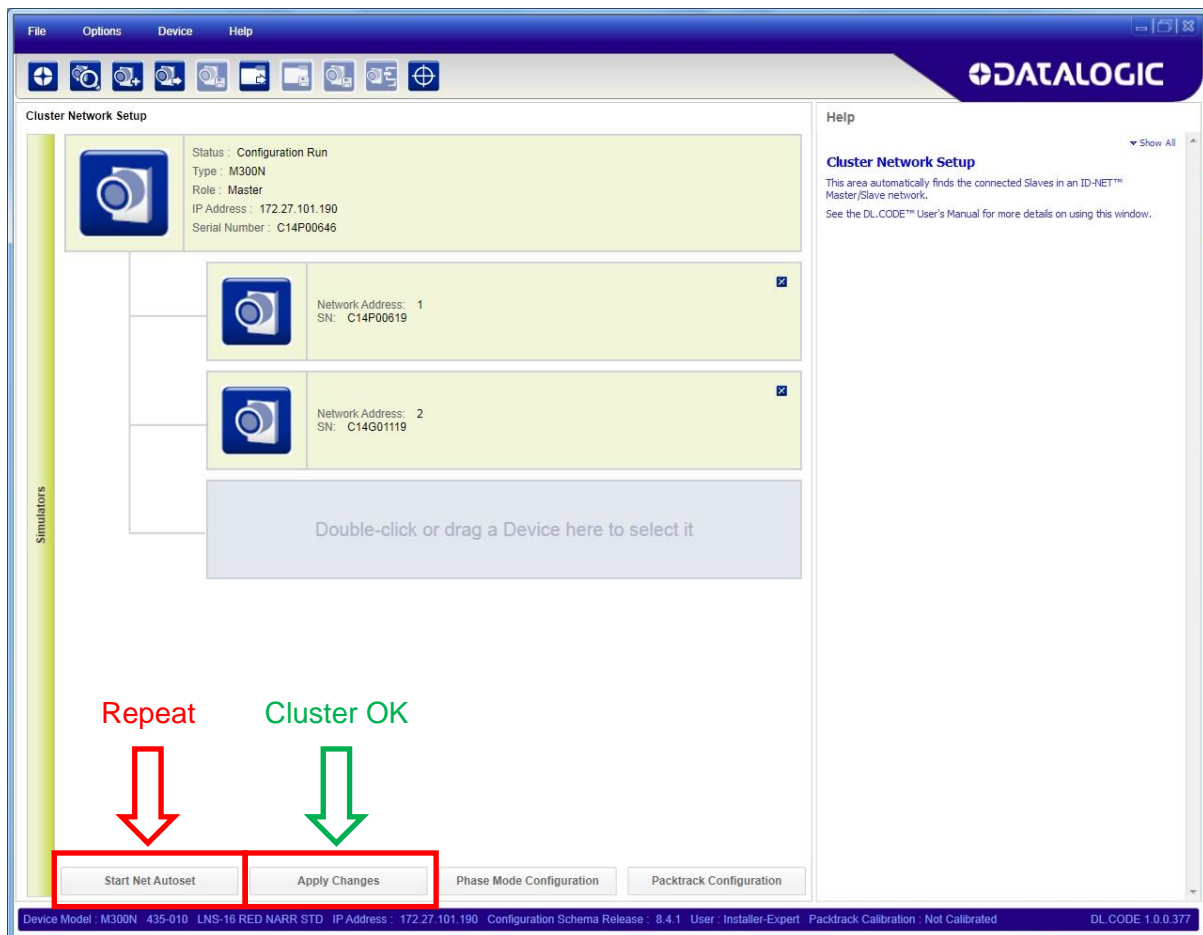 File Options Device Help
DATALOGIC
Cluster Network Setup
Status : Configuration Run
Type : M300N
Role : Master
IP Address : 172.27.101.190
Serial Number : C14P00646
Network Address: 1
SN: C14P00619
Network Address: 2
SN: C14G01119
Double-click or drag a Device here to select it
Simulators
Repeat Cluster OK
Start Net Autoset Apply Changes Phase Mode Configuration Packtrack Configuration
Help
Show All
Cluster Network Setup
This area automatically finds the connected Slaves in an ID-NET™
Master/Slave network.
See the DL.CODE™ User's Manual for more details on using this window.
Device Model : M300N 435-010 LNS-16 RED NARR STD IP Address : 172.27.101.190 Configuration Schema Release : 8.4.1 User : Installer-Expert Packtrack Calibration : Not Calibrated DL.CODE 1.0.0.377